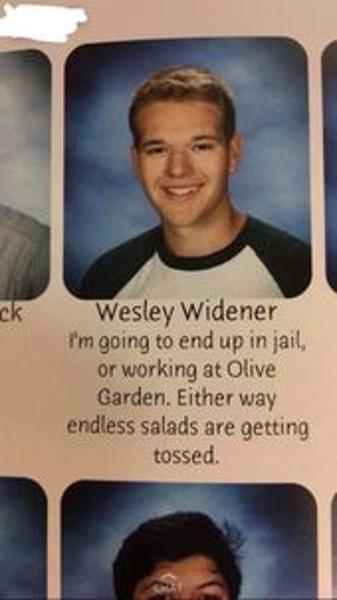 ck
Wesley Widener
I'm going to end up in jail,
or working at Olive
Garden. Either way
endless salads are getting
tossed.